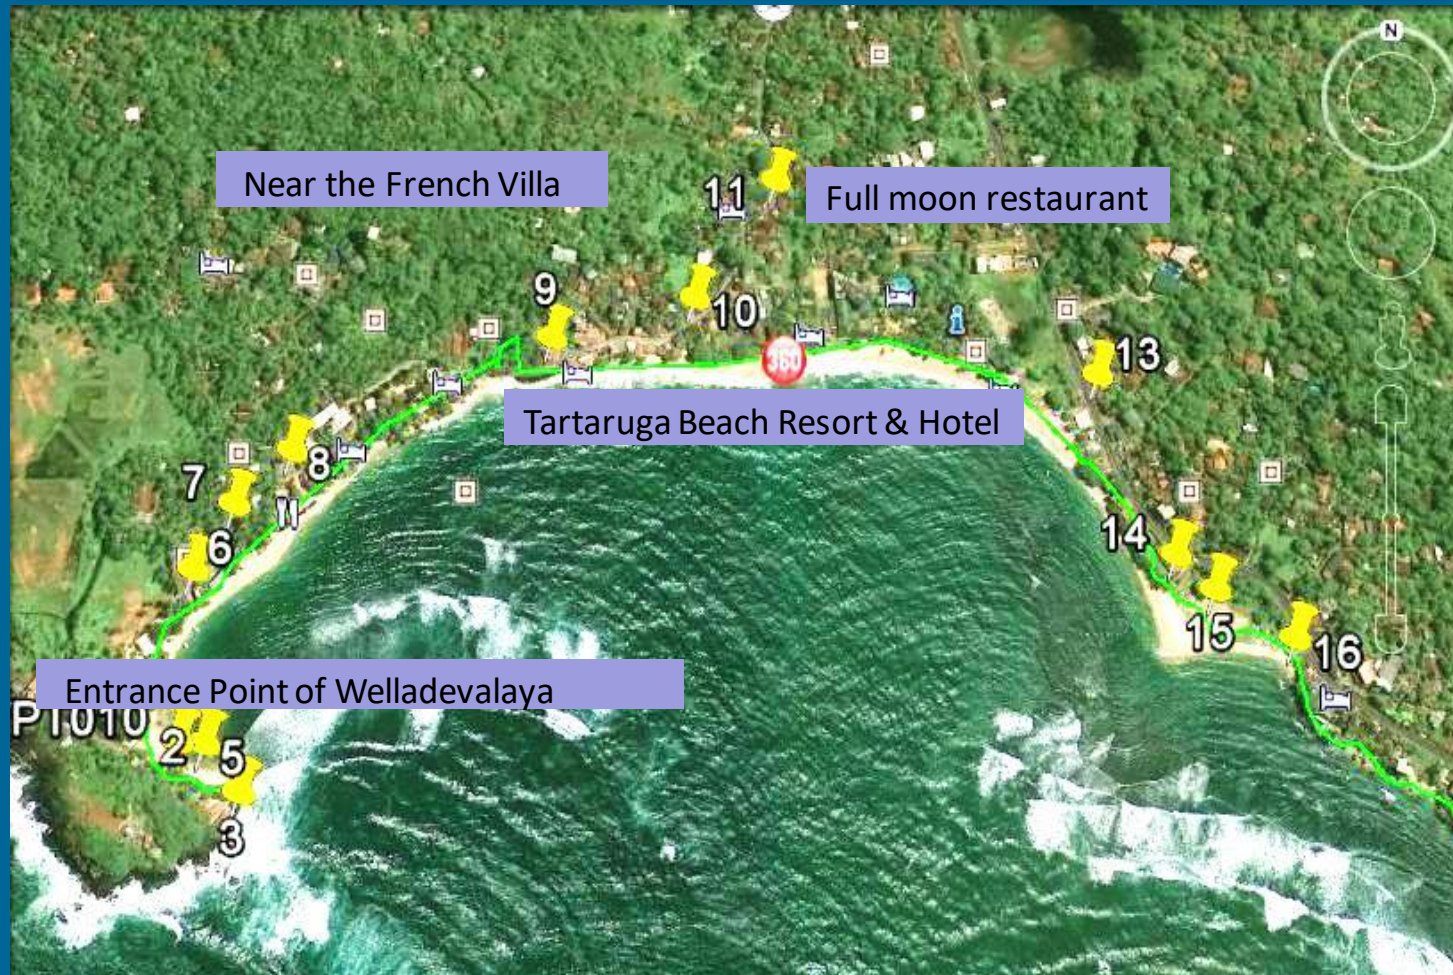 N
Near the French Villa
11
Full moon restaurant
9
10
360
13
Tartaruga Beach Resort & Hotel
7
8
6
14
15
16
Entrance Point of Welladevalaya
PT010
2
5
3